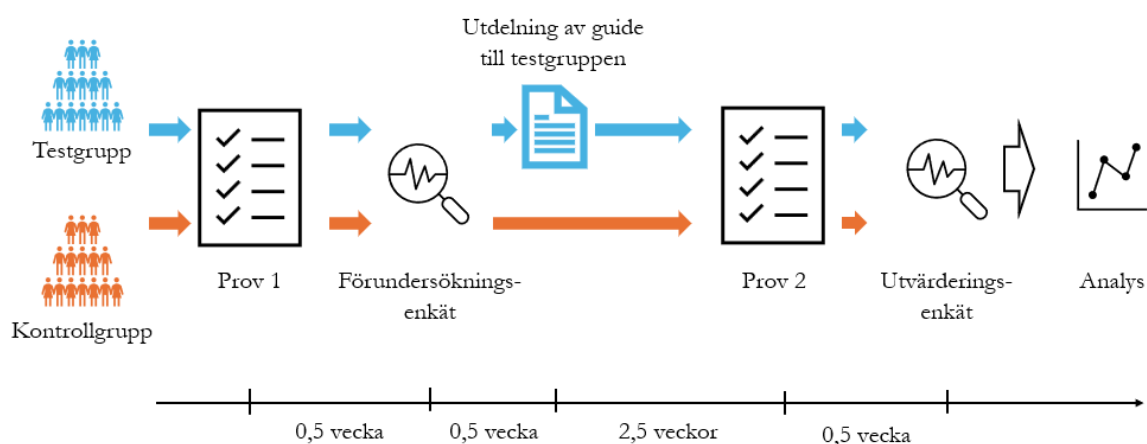 Utdelning av guide
till testgruppen
Testgrupp
Kontrollgrupp
Prov 1
Förundersöknings-
enkät
Prov 2
Utvärderings-
enkät
Analys
0,5 vecka
0,5 vecka
2,5 veckor
0,5 vecka